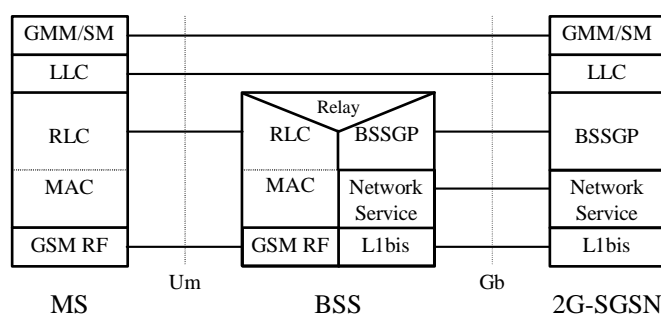 GMM/SM
LLC
RLC
MAC
GSM RF
MS
Um
Relay
RLC
BSSGP
MAC
Network
Service
GSM RF
L1bis
BSS
Gb
GMM/SM
LLC
BSSGP
Network
Service
L1bis
2G-SGSN